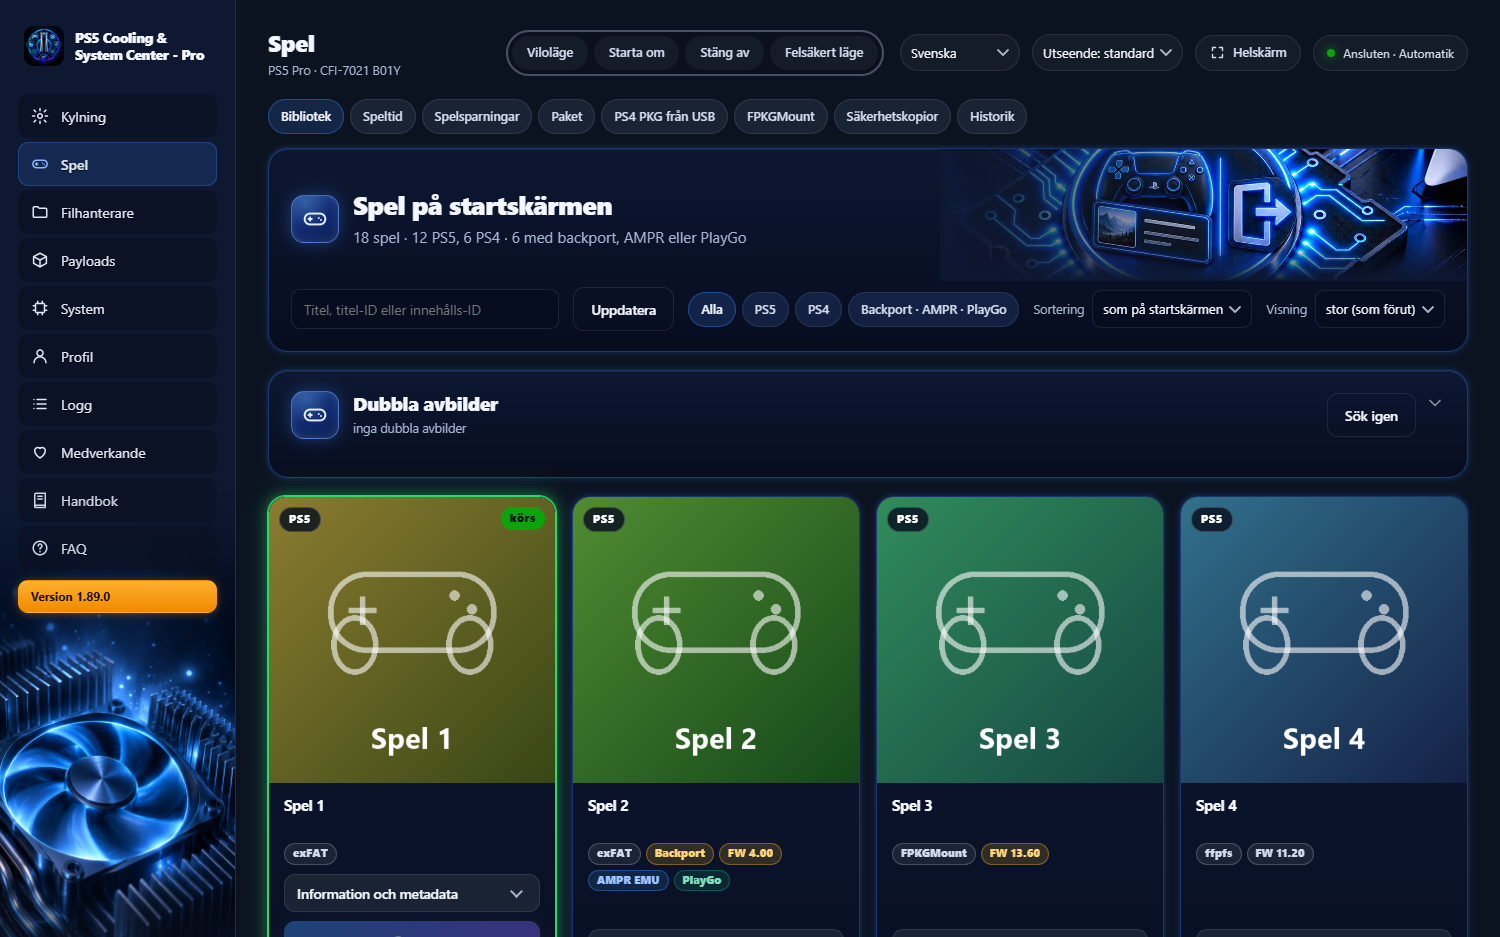 PS5 Cooling &
System Center - Pro
Kylning
Spel
Filhanterare
Payloads
System
Profil
Logg
Medverkande
Handbok
FAQ
Version 1.89.0
Spel
PS5 Pro · CFI-7021 B01Y
Viloläge
Starta om
Stäng av
Felsäkert läge
Svenska
Utseende: standard
Helskärm
Ansluten · Automatik
Bibliotek
Speltid
Spelsparningar
Paket
PS4 PKG från USB
FPKGMount
Säkerhetskopior
Historik
Spel på startskärmen
18 spel · 12 PS5, 6 PS4 · 6 med backport, AMPR eller PlayGo
Titel, titel-ID eller innehålls-ID
Uppdatera
Alla
PS5
PS4
Backport · AMPR · PlayGo
Sortering
som på startskärmen
Visning
stor (som förut)
Dubbla avbilder
inga dubbla avbilder
Sök igen
PS5
körs
Spel 1
Spel 1
exFAT
Information och metadata
PS5
Spel 2
Spel 2
exFAT
Backport
FW 4.00
AMPR EMU
PlayGo
PS5
Spel 3
Spel 3
FPKGMount
FW 13.60
PS5
Spel 4
Spel 4
ffpfs
FW 11.20